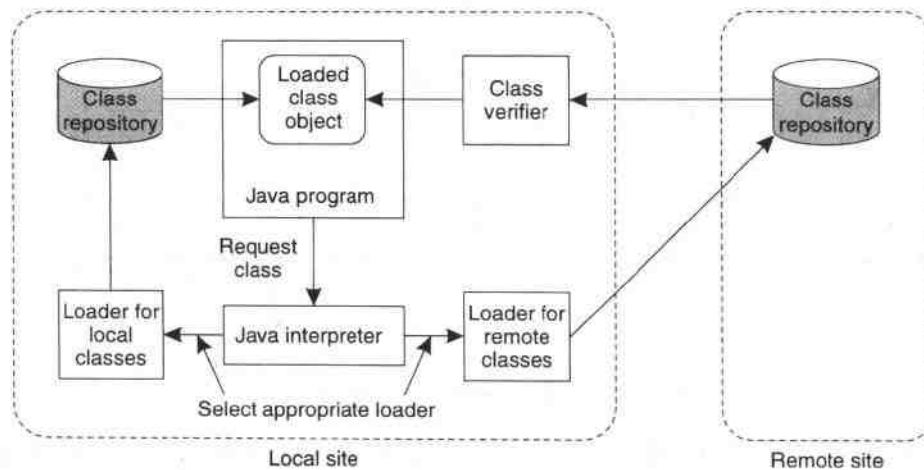 Class
repository
Loaded
class
object
Class
verifier
Class
repository
Java program
Request
class
Loader for
local
classes
Java interpreter
Loader for
remote
classes
Select appropriate loader
Local site
Remote site